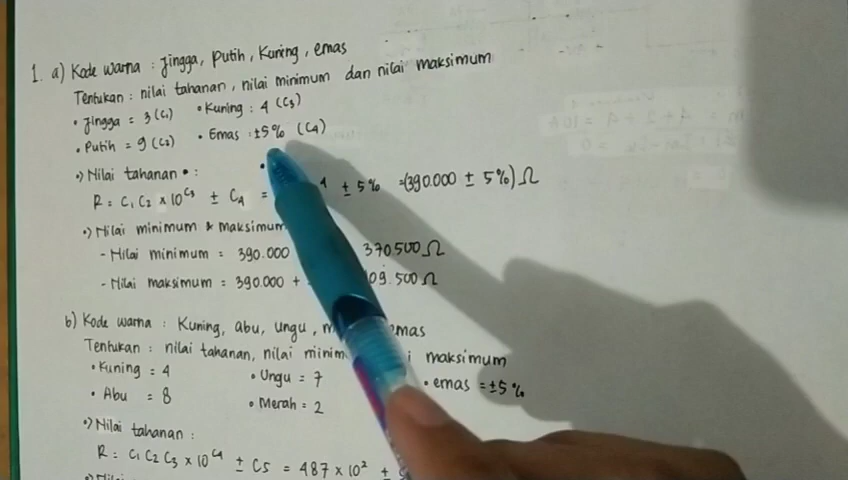 1. a) Kode warna : Jingga, Putih, Kuning, emas
Tentukan : nilai tahanan, nilai minimum dan nilai maksimum
• Jingga = 3 (C1) • Kuning : 4 (C3)
• Putih = 9 (C2) • Emas : ±5% (C4)
•) Nilai tahanan • :
R = C1 C2 × 10^C3 ± C4 = 4 ± 5% = (390.000 ± 5%) Ω
•) Nilai minimum & maksimum
- Nilai minimum = 390.000 370.500 Ω
- Nilai maksimum = 390.000 + 09.500 Ω
b) Kode warna : Kuning, abu, ungu, m mas
Tentukan : nilai tahanan, nilai minim i maksimum
• Kuning = 4 • Ungu = 7 • emas = ±5%
• Abu = 8 • Merah = 2
•) Nilai tahanan :
R = C1 C2 C3 × 10^C4 ± C5 = 487 × 10² ±